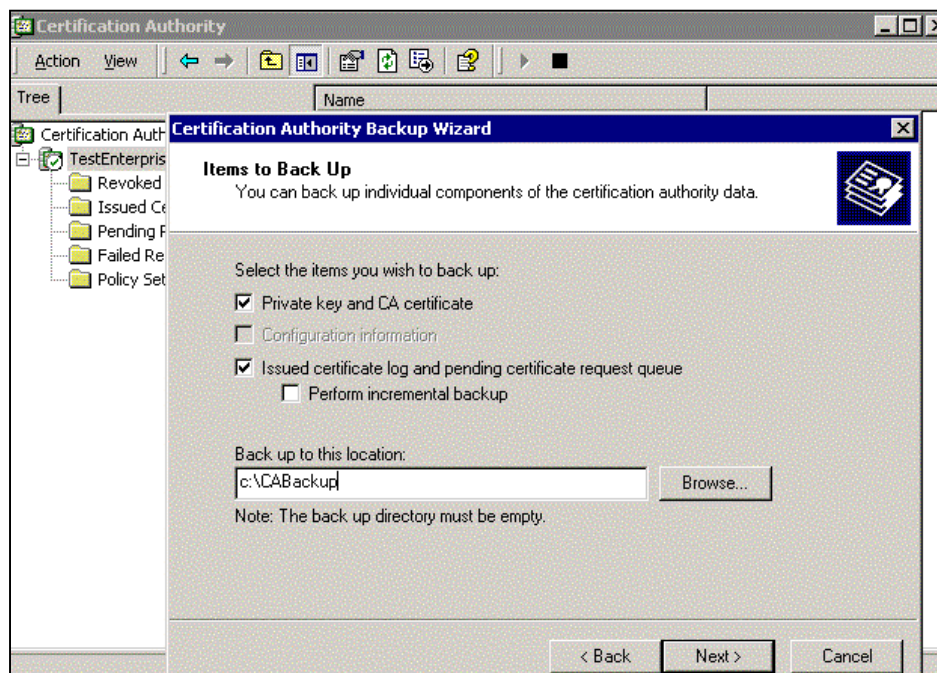 Certification Authority
Action View
Tree
Name
Certification Auth
TestEnterpris
Revoked
Issued Ce
Pending R
Failed Re
Policy Set
Certification Authority Backup Wizard
Items to Back Up
You can back up individual components of the certification authority data.
Select the items you wish to back up:
Private key and CA certificate
Configuration information
Issued certificate log and pending certificate request queue
Perform incremental backup
Back up to this location:
c:\CABackup
Browse...
Note: The back up directory must be empty.
< Back Next > Cancel